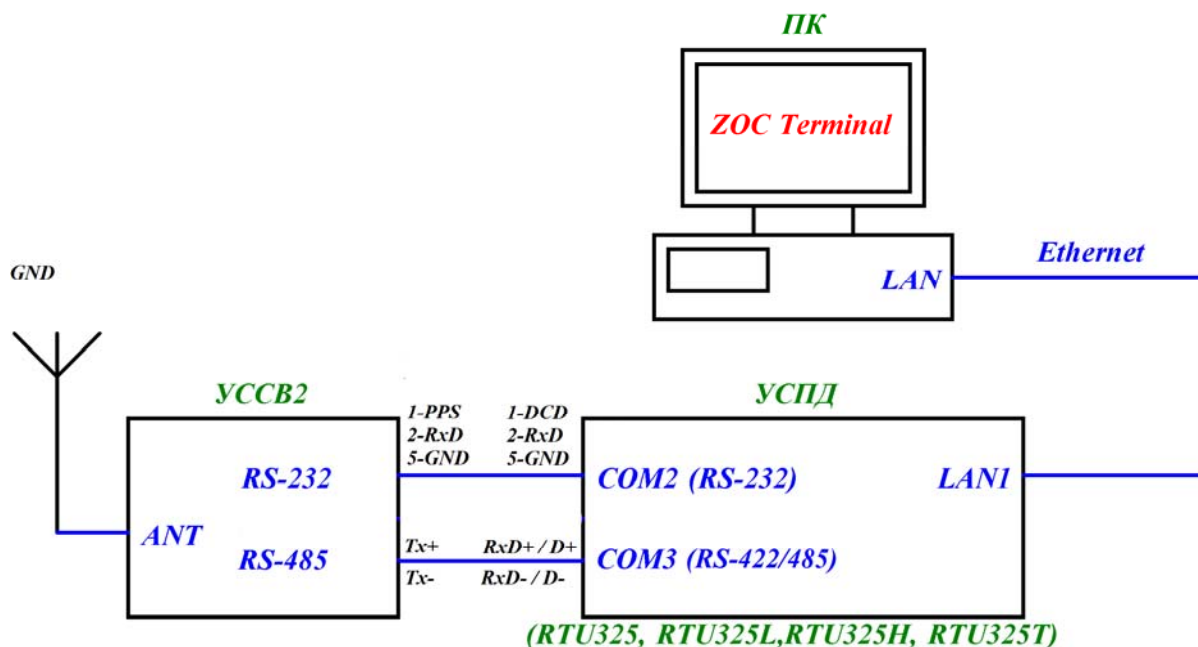 ПК
ZOC Terminal
Ethernet
LAN
GND
УССВ2
УСПД
1-PPS
2-RxD
5-GND
1-DCD
2-RxD
5-GND
RS-232
COM2 (RS-232)
LAN1
ANT
RS-485
Tx+
Tx-
RxD+ / D+
RxD- / D-
COM3 (RS-422/485)
(RTU325, RTU325L,RTU325H, RTU325T)